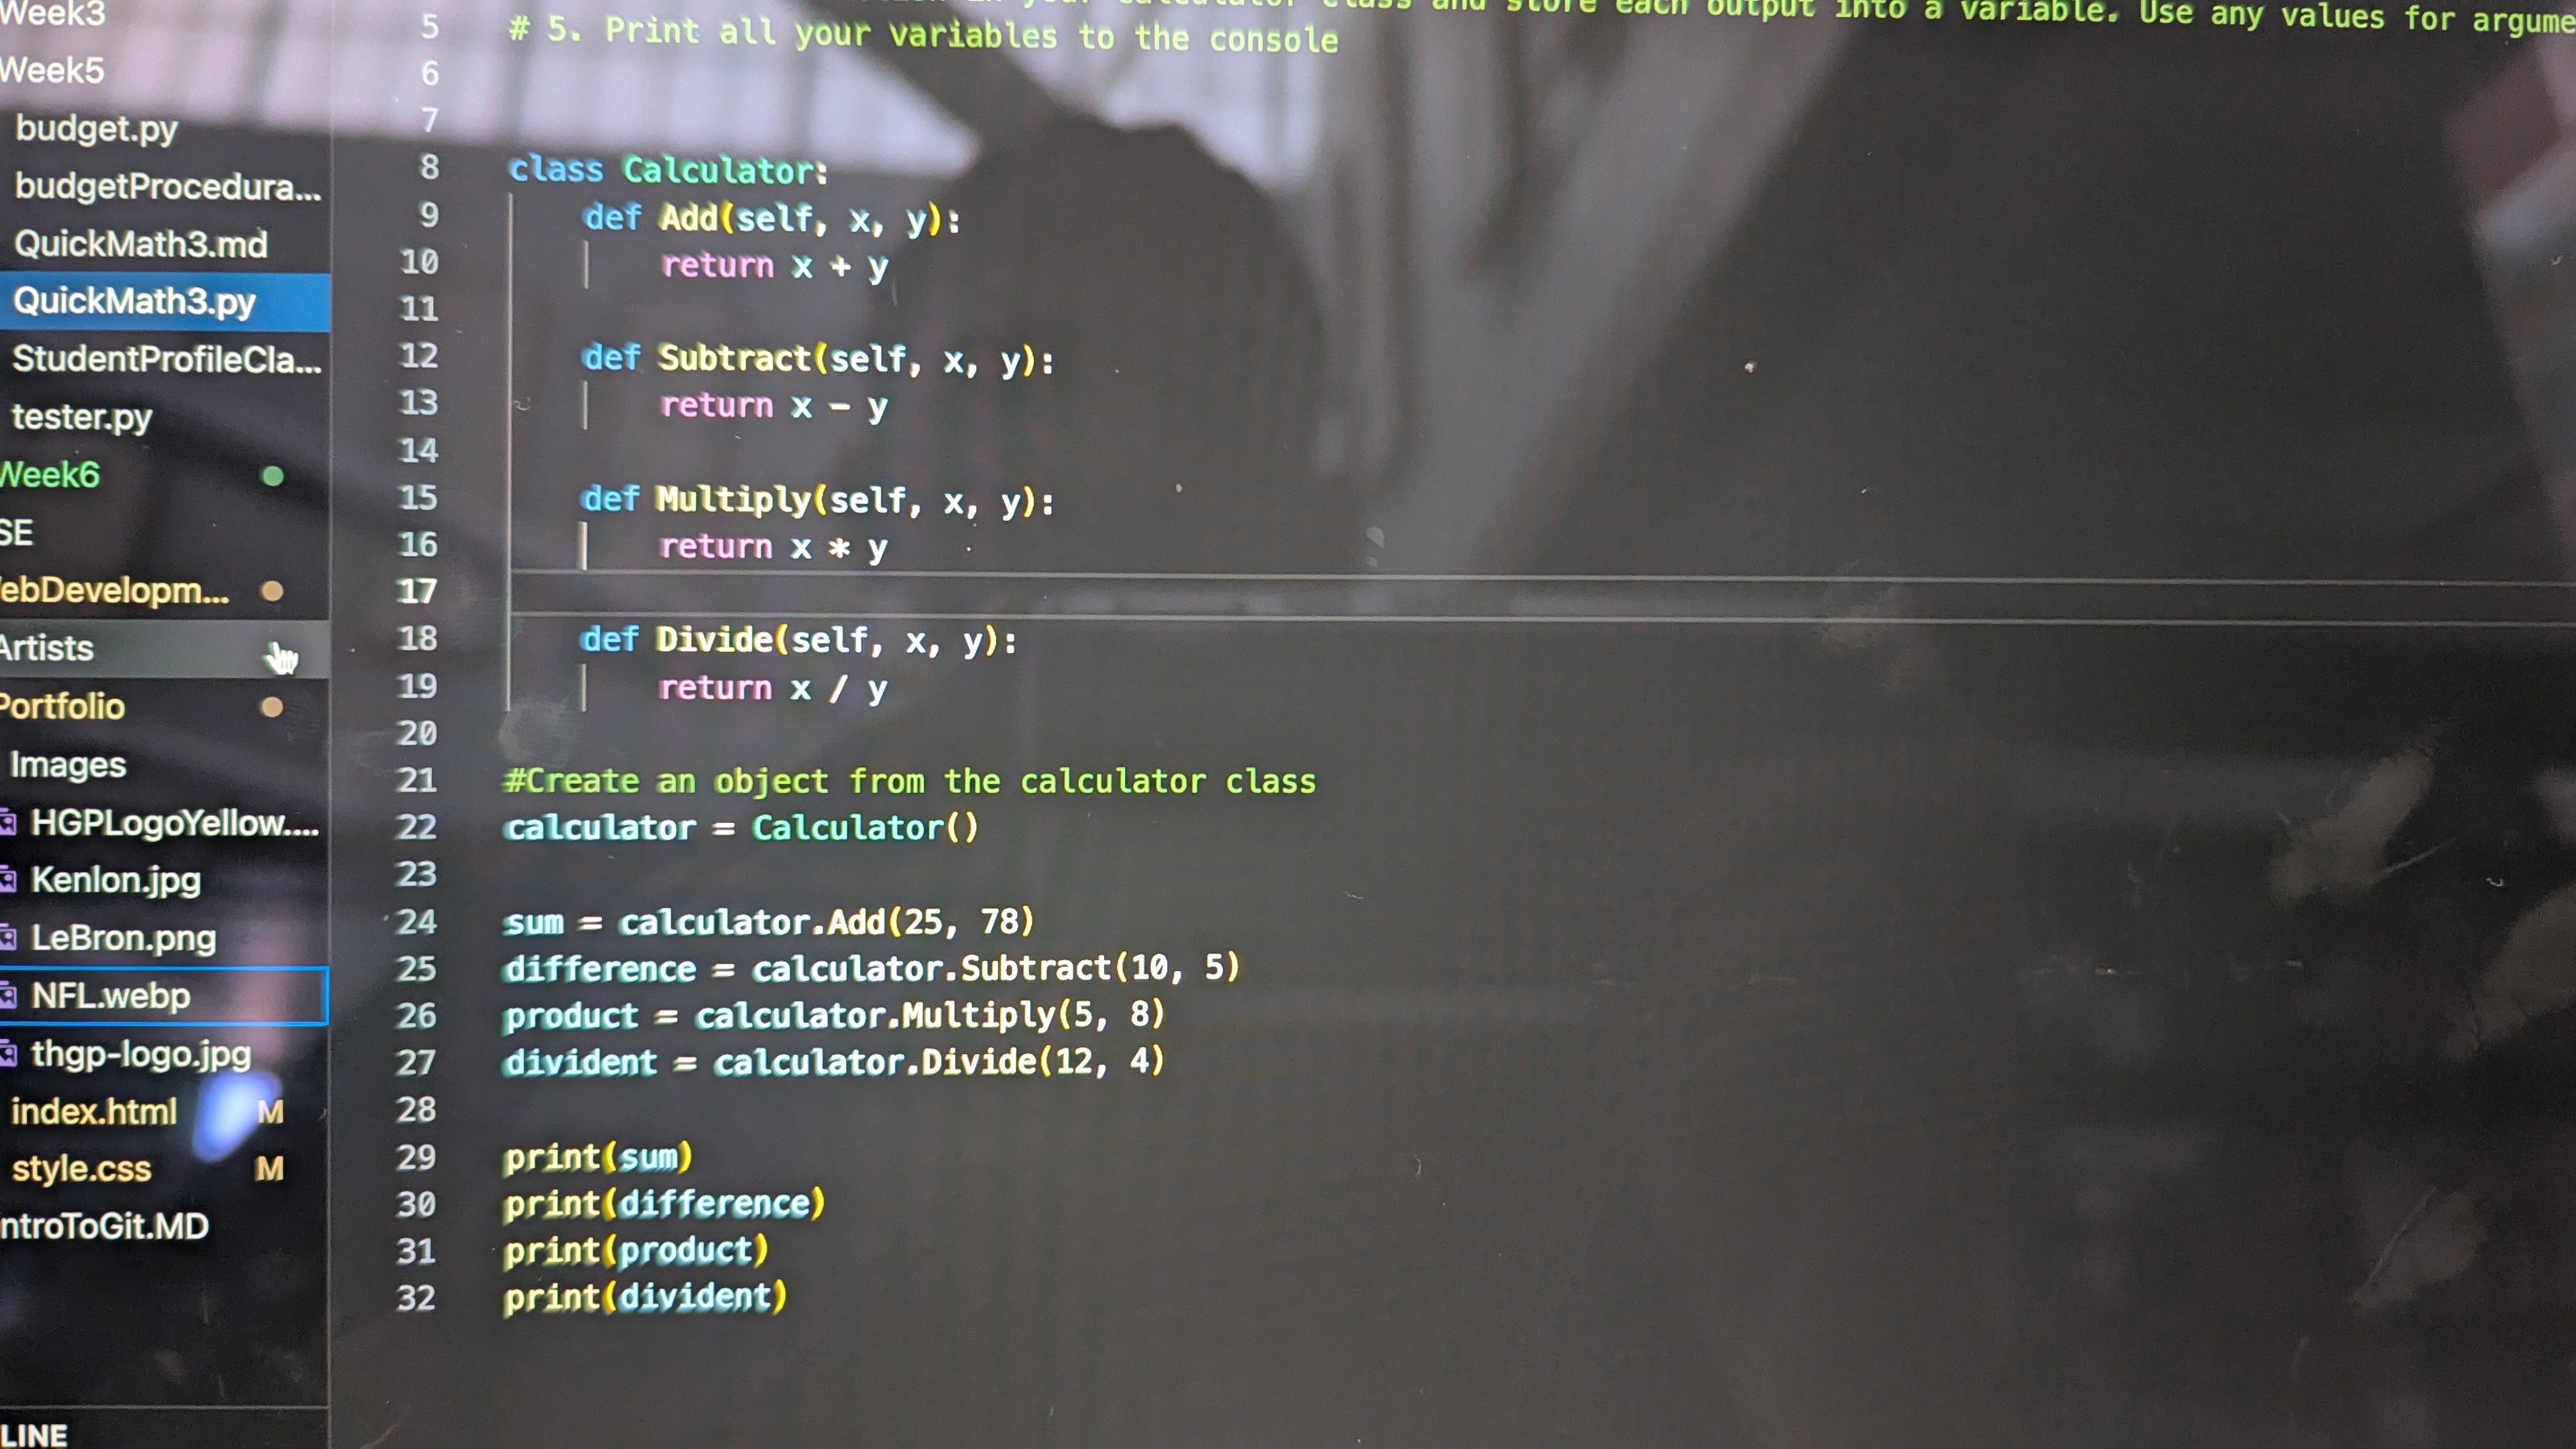 Week3
Week5
budget.py
budgetProcedura...
QuickMath3.md
QuickMath3.py
StudentProfileCla...
tester.py
Week6
SE
ebDevelopm...
Artists
Portfolio
Images
HGPLogoYellow....
Kenlon.jpg
LeBron.png
NFL.webp
thgp-logo.jpg
index.html M
style.css M
ntroToGit.MD
LINE
your calculator class and store each output into a variable. Use any values for argume
5 # 5. Print all your variables to the console
6
7
8 class Calculator:
9 def Add(self, x, y):
10 return x + y
11
12 def Subtract(self, x, y):
13 return x - y
14
15 def Multiply(self, x, y):
16 return x * y
17
18 def Divide(self, x, y):
19 return x / y
20
21 #Create an object from the calculator class
22 calculator = Calculator()
23
24 sum = calculator.Add(25, 78)
25 difference = calculator.Subtract(10, 5)
26 product = calculator.Multiply(5, 8)
27 divident = calculator.Divide(12, 4)
28
29 print(sum)
30 print(difference)
31 print(product)
32 print(divident)